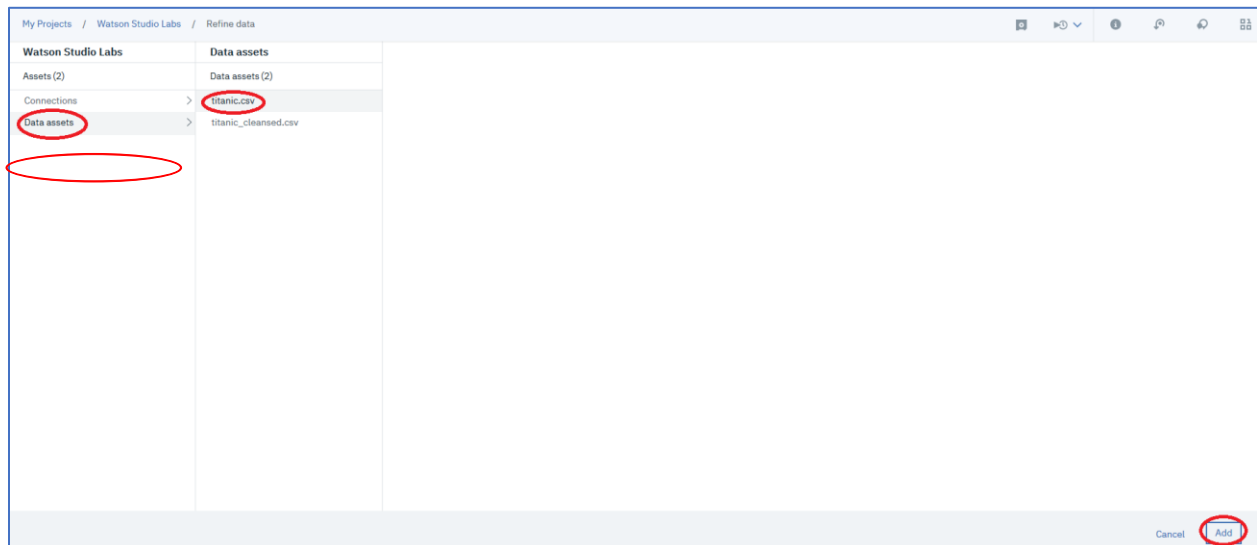 My Projects / Watson Studio Labs / Refine data
Watson Studio Labs
Assets (2)
Connections
Data assets
Data assets
Data assets (2)
titanic.csv
titanic_cleansed.csv
Cancel
Add